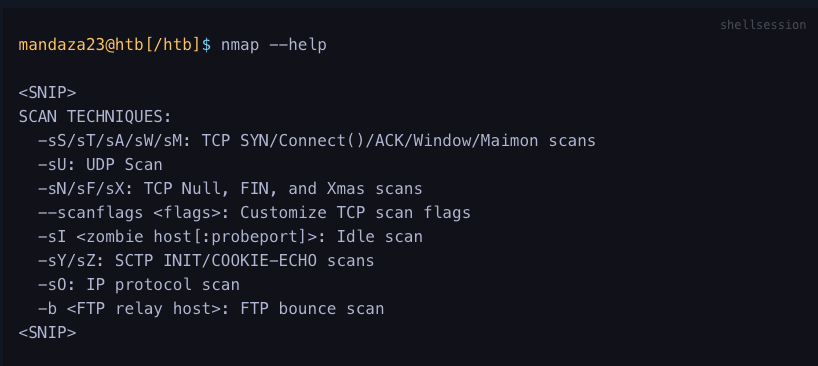 shellsession
mandaza23@htb[/htb]$ nmap --help
<SNIP>
SCAN TECHNIQUES:
  -sS/sT/sA/sW/sM: TCP SYN/Connect()/ACK/Window/Maimon scans
  -sU: UDP Scan
  -sN/sF/sX: TCP Null, FIN, and Xmas scans
  --scanflags <flags>: Customize TCP scan flags
  -sI <zombie host[:probeport]>: Idle scan
  -sY/sZ: SCTP INIT/COOKIE-ECHO scans
  -sO: IP protocol scan
  -b <FTP relay host>: FTP bounce scan
<SNIP>